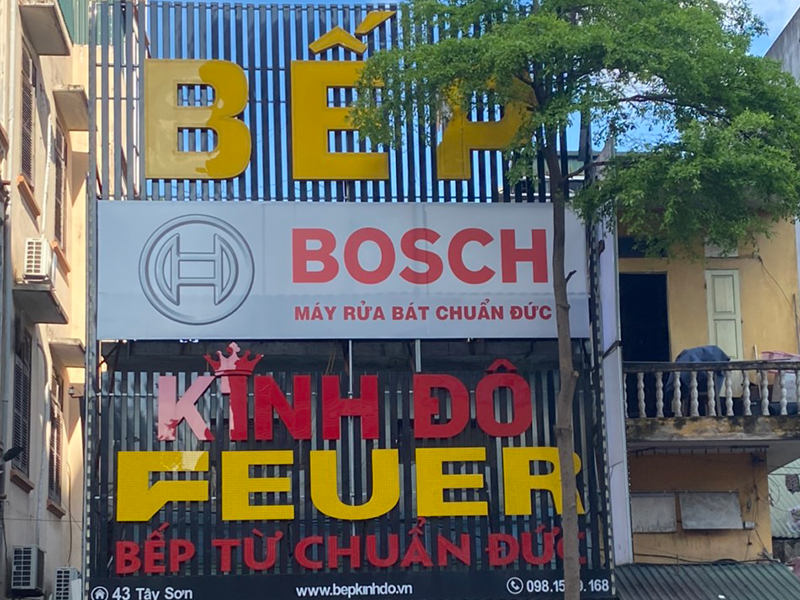 BẾP
BOSCH
MÁY RỬA BÁT CHUẨN ĐỨC
KINH ĐÔ
FEUER
BẾP TỪ CHUẨN ĐỨC
43 Tây Sơn www.bepkinhdo.vn